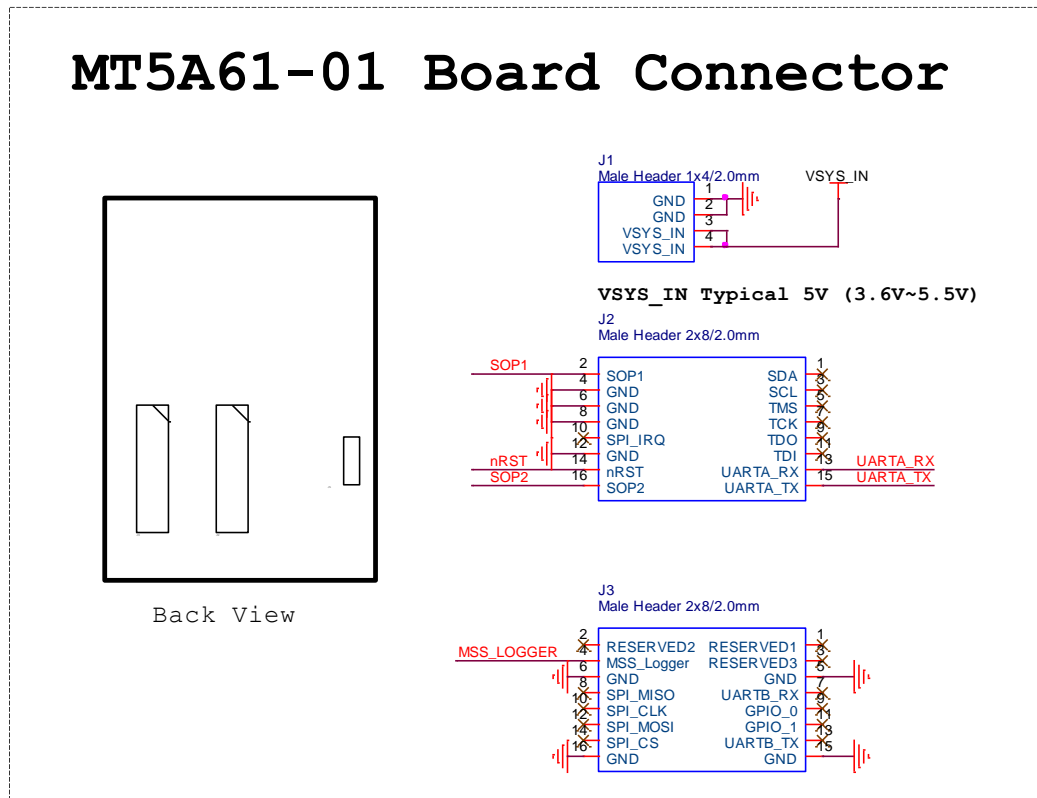 MT5A61-01 Board Connector
J1
Male Header 1x4/2.0mm
VSYS_IN
GND 1
GND 2
VSYS_IN 3
VSYS_IN 4
VSYS_IN Typical 5V (3.6V~5.5V)
J2
Male Header 2x8/2.0mm
SOP1 2 SOP1 SDA 1
4 GND SCL 3
6 GND TMS 5
8 GND TCK 7
10 SPI_IRQ TDO 9
12 GND TDI 11
nRST 14 nRST UARTA_RX 13 UARTA_RX
SOP2 16 SOP2 UARTA_TX 15 UARTA_TX
Back View
J3
Male Header 2x8/2.0mm
2 RESERVED2 RESERVED1 1
MSS_LOGGER 4 MSS_Logger RESERVED3 3
6 GND GND 5
8 SPI_MISO UARTB_RX 7
10 SPI_CLK GPIO_0 9
12 SPI_MOSI GPIO_1 11
14 SPI_CS UARTB_TX 13
16 GND GND 15